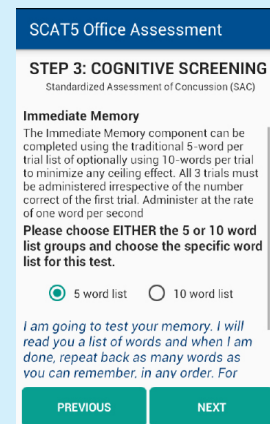 SCAT5 Office Assessment
STEP 3: COGNITIVE SCREENING
Standardized Assessment of Concussion (SAC)
Immediate Memory
The Immediate Memory component can be
completed using the traditional 5-word per
trial list of optionally using 10-words per trial
to minimize any ceiling effect. All 3 trials must
be administered irrespective of the number
correct of the first trial. Administer at the rate
of one word per second
Please choose EITHER the 5 or 10 word
list groups and choose the specific word
list for this test.
5 word list 10 word list
I am going to test your memory. I will
read you a list of words and when I am
done, repeat back as many words as
you can remember, in any order. For
PREVIOUS NEXT